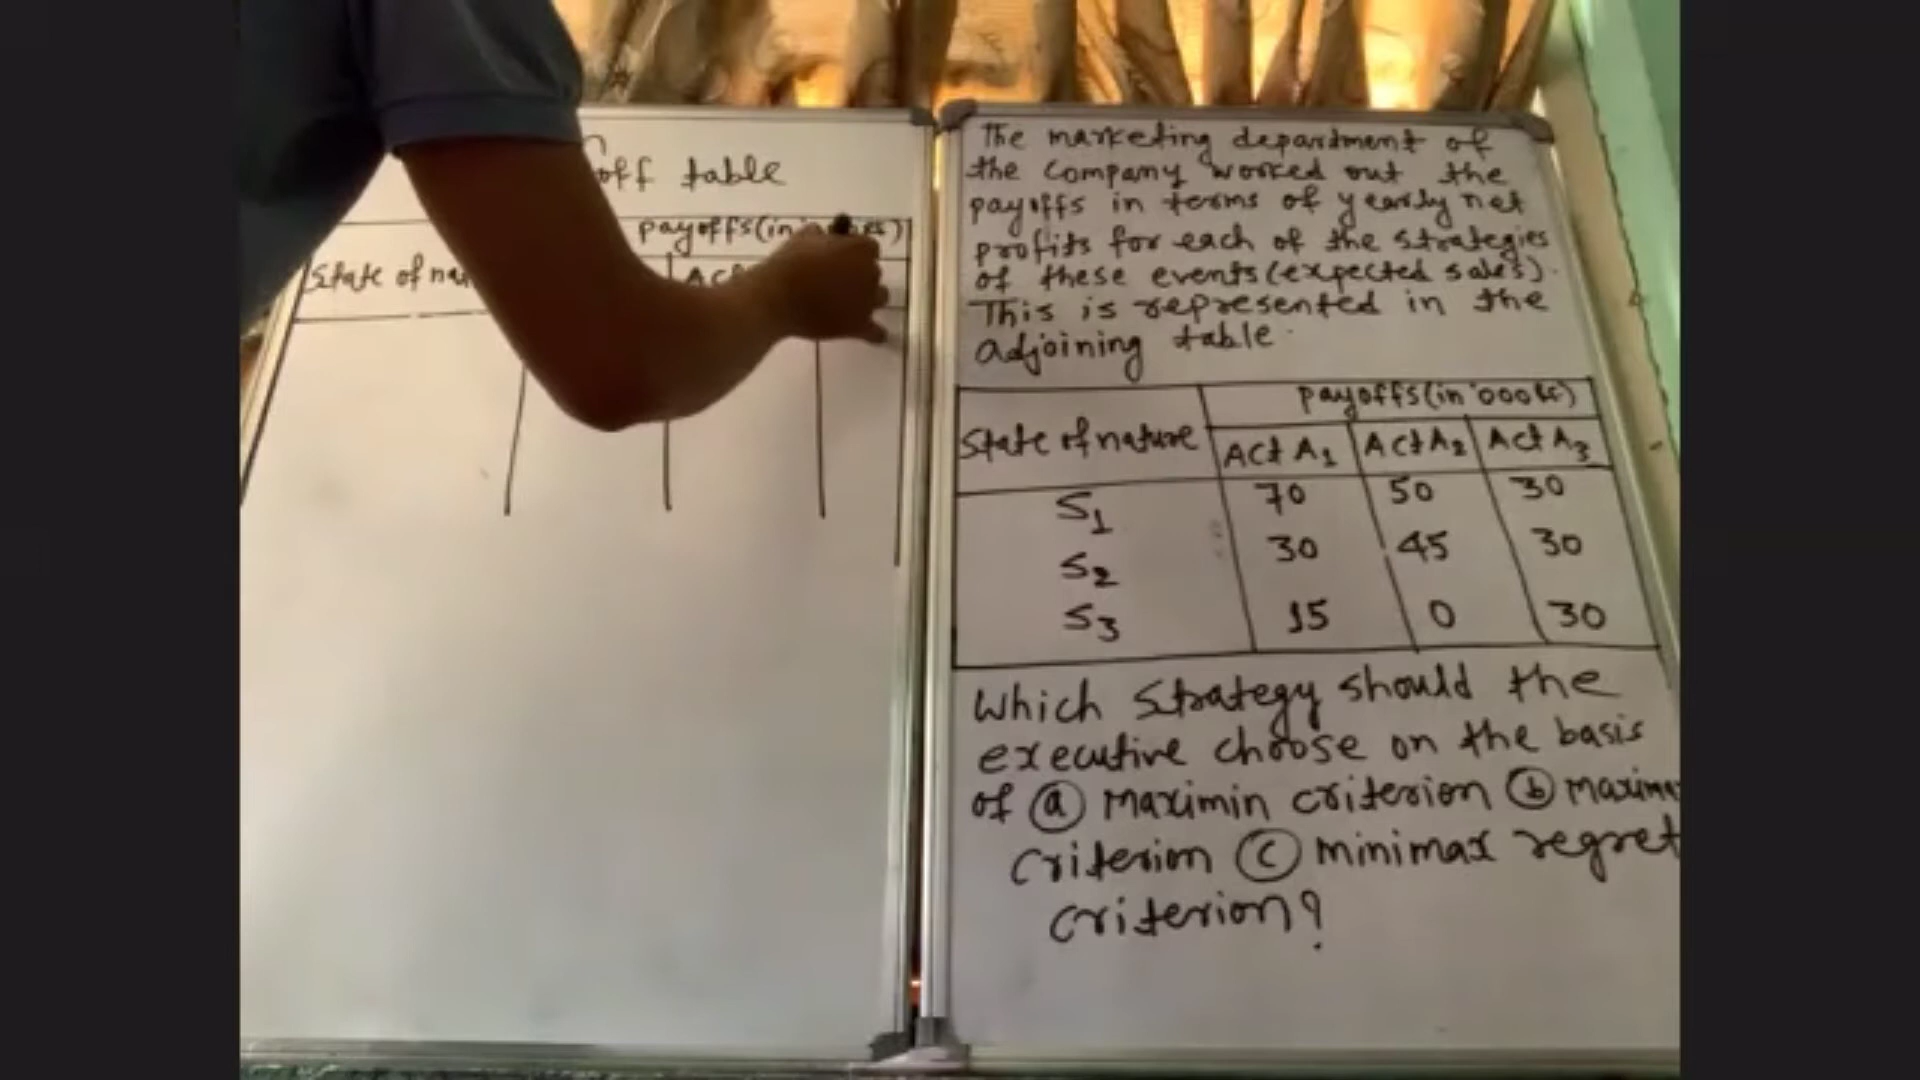 off table
payoffs(in
State of
The marketing department of
the company worked out the
payoffs in terms of yearly net
profits for each of the strategies
of these events(expected sales).
This is represented in the
adjoining table.
payoffs(in '000 Rs)
State of nature Act A1 Act A2 Act A3
S1 70 50 30
S2 30 45 30
S3 15 0 30
Which strategy should the
executive choose on the basis
of (a) maximin criterion (b)
criterion (c) minimax regret
criterion?